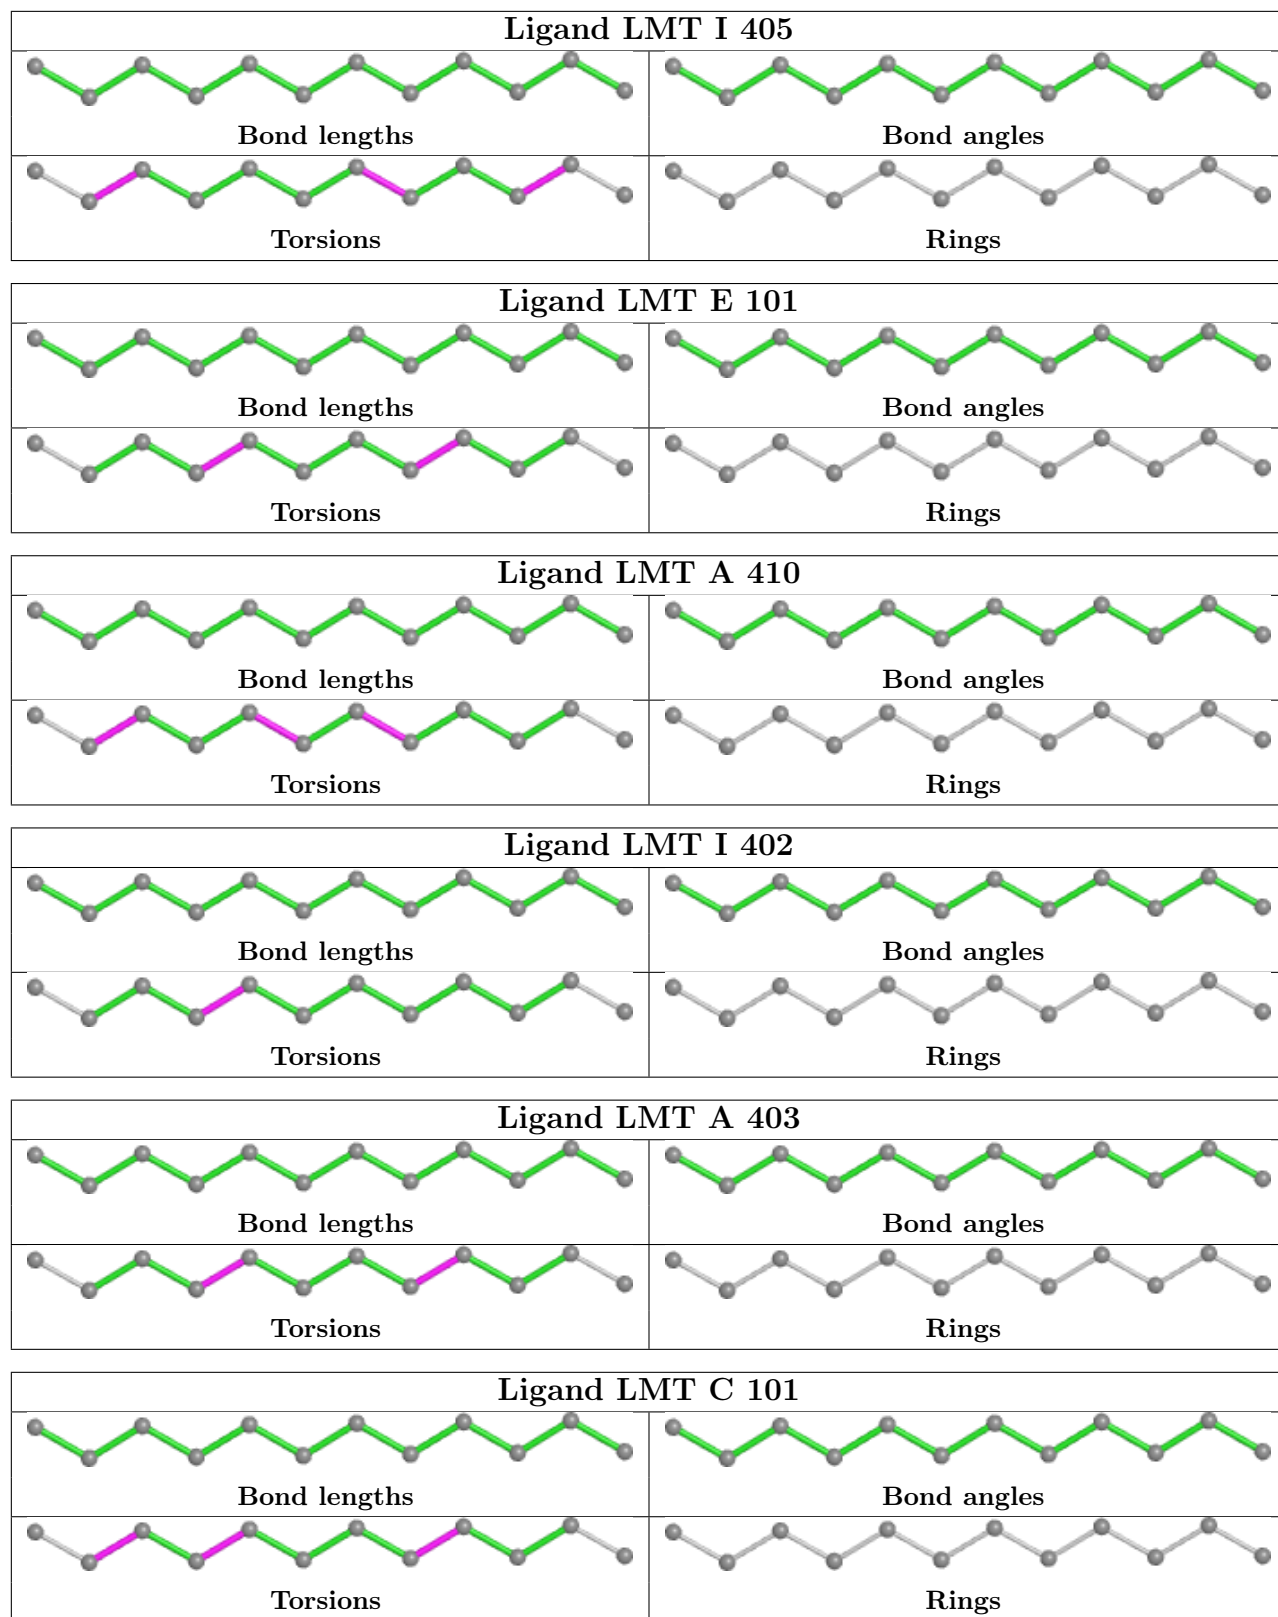 Ligand LMT I 405
Bond lengths Bond angles
Torsions Rings
Ligand LMT E 101
Bond lengths Bond angles
Torsions Rings
Ligand LMT A 410
Bond lengths Bond angles
Torsions Rings
Ligand LMT I 402
Bond lengths Bond angles
Torsions Rings
Ligand LMT A 403
Bond lengths Bond angles
Torsions Rings
Ligand LMT C 101
Bond lengths Bond angles
Torsions Rings